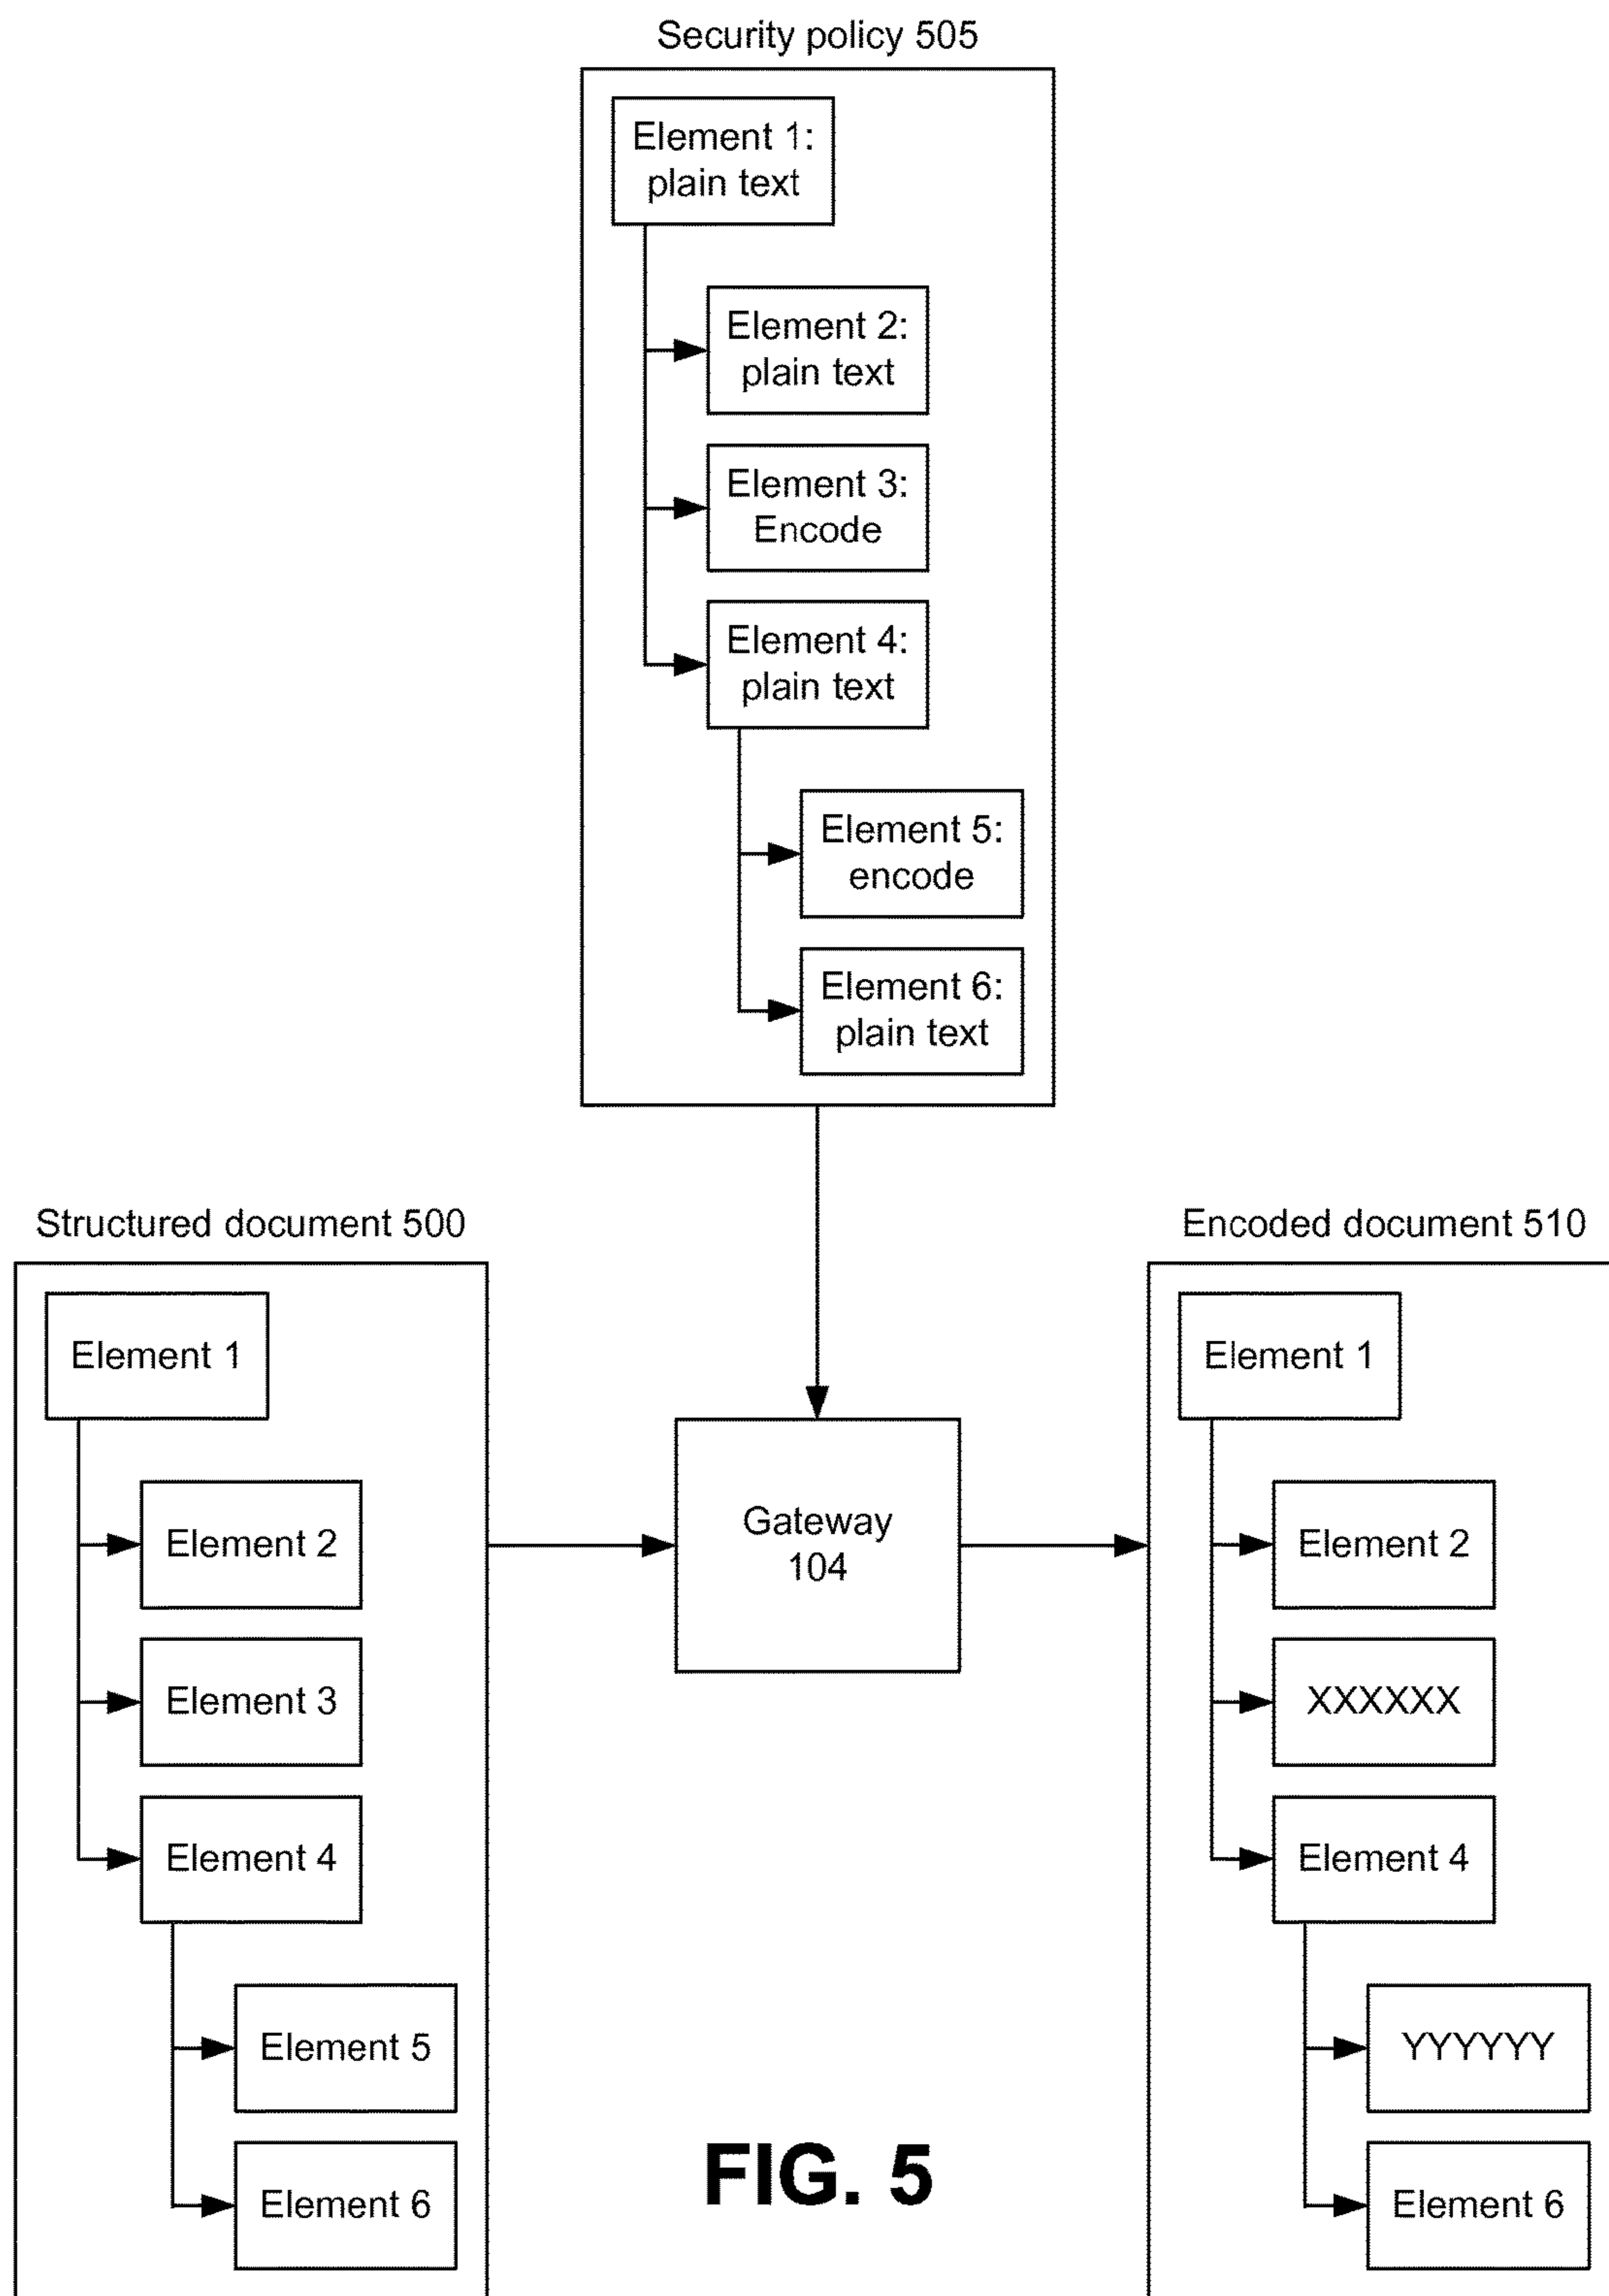 Security policy 505
Element 1:
plain text
Element 2:
plain text
Element 3:
Encode
Element 4:
plain text
Element 5:
encode
Element 6:
plain text
Structured document 500
Element 1
Element 2
Element 3
Element 4
Element 5
Element 6
Gateway
104
Encoded document 510
Element 1
Element 2
XXXXXX
Element 4
YYYYYY
Element 6
FIG. 5